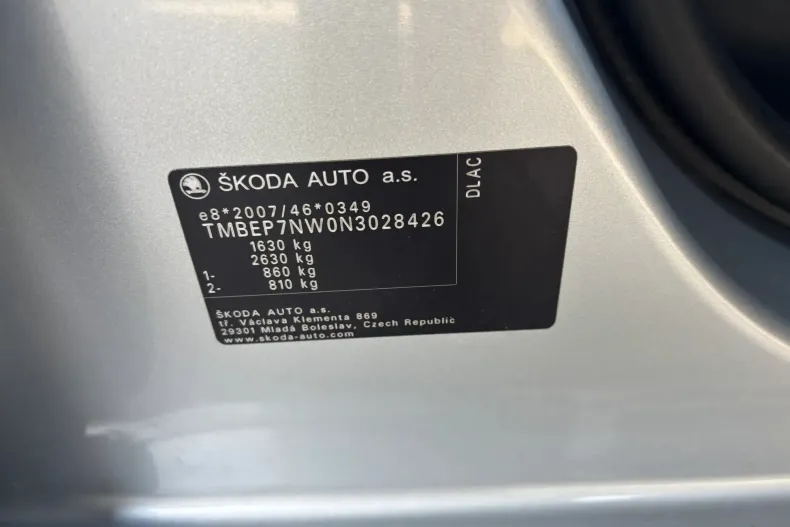 ŠKODA AUTO a.s.
DLAC
e8*2007/46*0349
TMBEP7NW0N3028426
1630 kg
2630 kg
1- 860 kg
2- 810 kg
ŠKODA AUTO a.s.
tř. Václava Klementa 869
29301 Mladá Boleslav, Czech Republic
www.skoda-auto.com